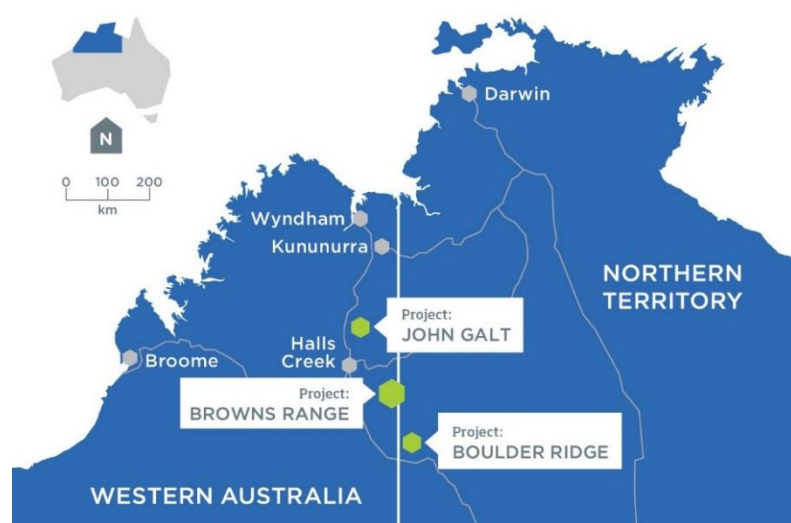 N
0 100 200
km
Darwin
Wyndham
Kununurra
NORTHERN
TERRITORY
Project:
JOHN GALT
Halls
Creek
Broome
Project:
BROWNS RANGE
Project:
BOULDER RIDGE
WESTERN AUSTRALIA